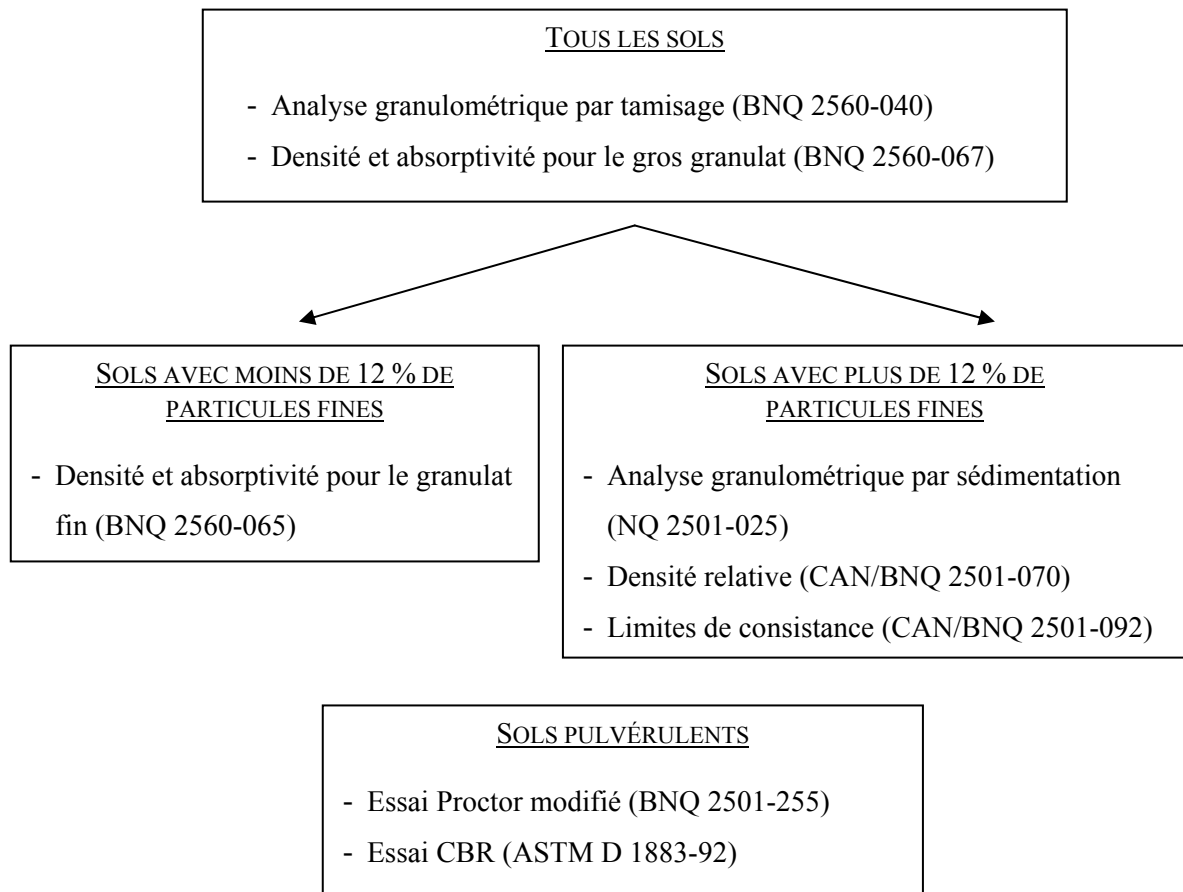 TOUS LES SOLS
- Analyse granulométrique par tamisage (BNQ 2560-040)
- Densité et absorptivité pour le gros granulat (BNQ 2560-067)
SOLS AVEC MOINS DE 12 % DE
PARTICULES FINES
- Densité et absorptivité pour le granulat
fin (BNQ 2560-065)
SOLS AVEC PLUS DE 12 % DE
PARTICULES FINES
- Analyse granulométrique par sédimentation
(NQ 2501-025)
- Densité relative (CAN/BNQ 2501-070)
- Limites de consistance (CAN/BNQ 2501-092)
SOLS PULVÉRULENTS
- Essai Proctor modifié (BNQ 2501-255)
- Essai CBR (ASTM D 1883-92)